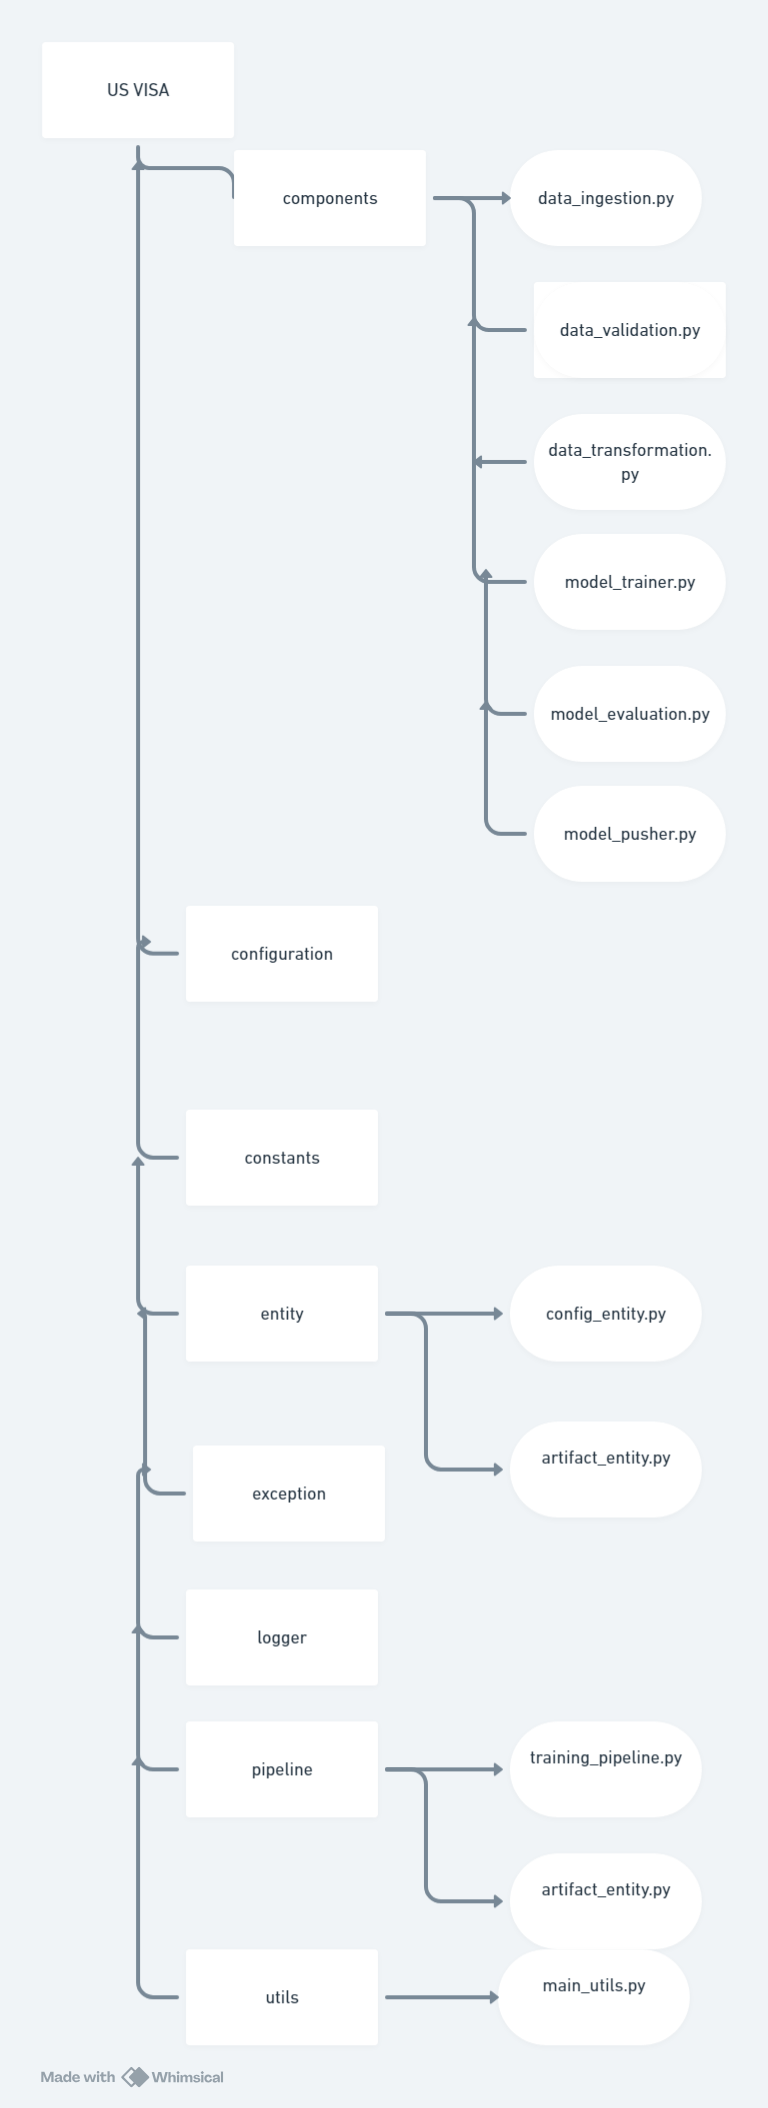 US VISA
components
data_ingestion.py
data_validation.py
data_transformation.
py
model_trainer.py
model_evaluation.py
model_pusher.py
configuration
constants
entity
config_entity.py
artifact_entity.py
exception
logger
pipeline
training_pipeline.py
artifact_entity.py
utils
main_utils.py
Made with Whimsical